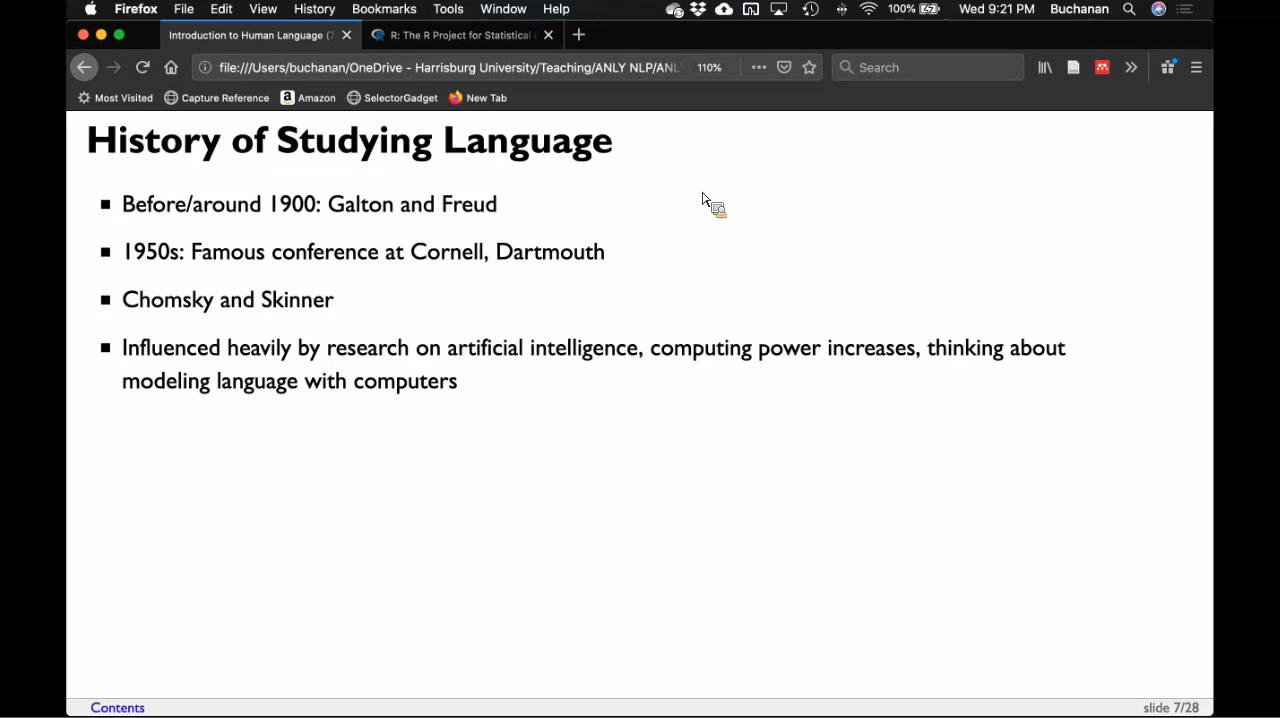 Firefox File Edit View History Bookmarks Tools Window Help 100% Wed 9:21 PM Buchanan
Introduction to Human Language (7 R: The R Project for Statistical C
file:///Users/buchanan/OneDrive - Harrisburg University/Teaching/ANLY NLP/ANL 110% Search
Most Visited Capture Reference Amazon SelectorGadget New Tab
History of Studying Language
Before/around 1900: Galton and Freud
1950s: Famous conference at Cornell, Dartmouth
Chomsky and Skinner
Influenced heavily by research on artificial intelligence, computing power increases, thinking about
modeling language with computers
Contents slide 7/28